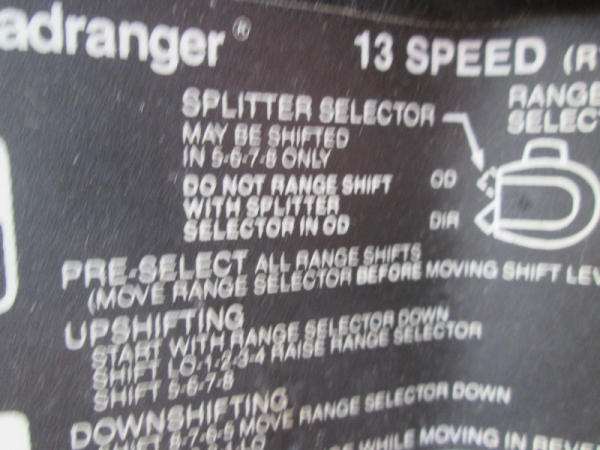 adranger®
13 SPEED (R
RANGE
SELEC
SPLITTER SELECTOR
MAY BE SHIFTED
IN 5-6-7-8 ONLY
DO NOT RANGE SHIFT
WITH SPLITTER
SELECTOR IN OD
OD
DIR
PRE-SELECT ALL RANGE SHIFTS
(MOVE RANGE SELECTOR BEFORE MOVING SHIFT LEV
UPSHIFTING
START WITH RANGE SELECTOR DOWN
SHIFT LO-1-2-3-4 RAISE RANGE SELECTOR
SHIFT 5-6-7-8
DOWNSHIFTING
SHIFT 8-7-6-5 MOVE RANGE SELECTOR DOWN
GE WHILE MOVING IN REVE